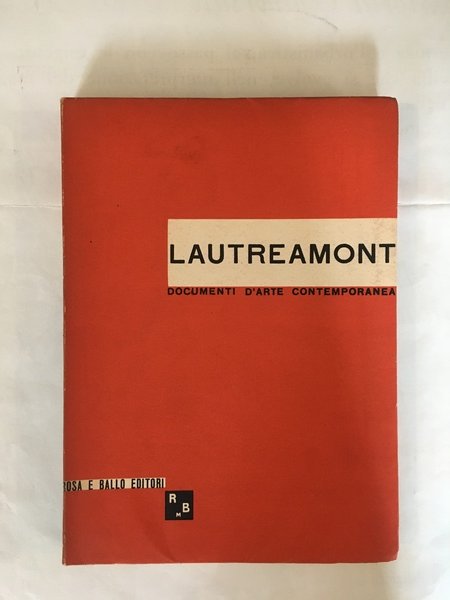 LAUTREAMONT
DOCUMENTI D'ARTE CONTEMPORANEA
ROSA E BALLO EDITORI
R
B
M